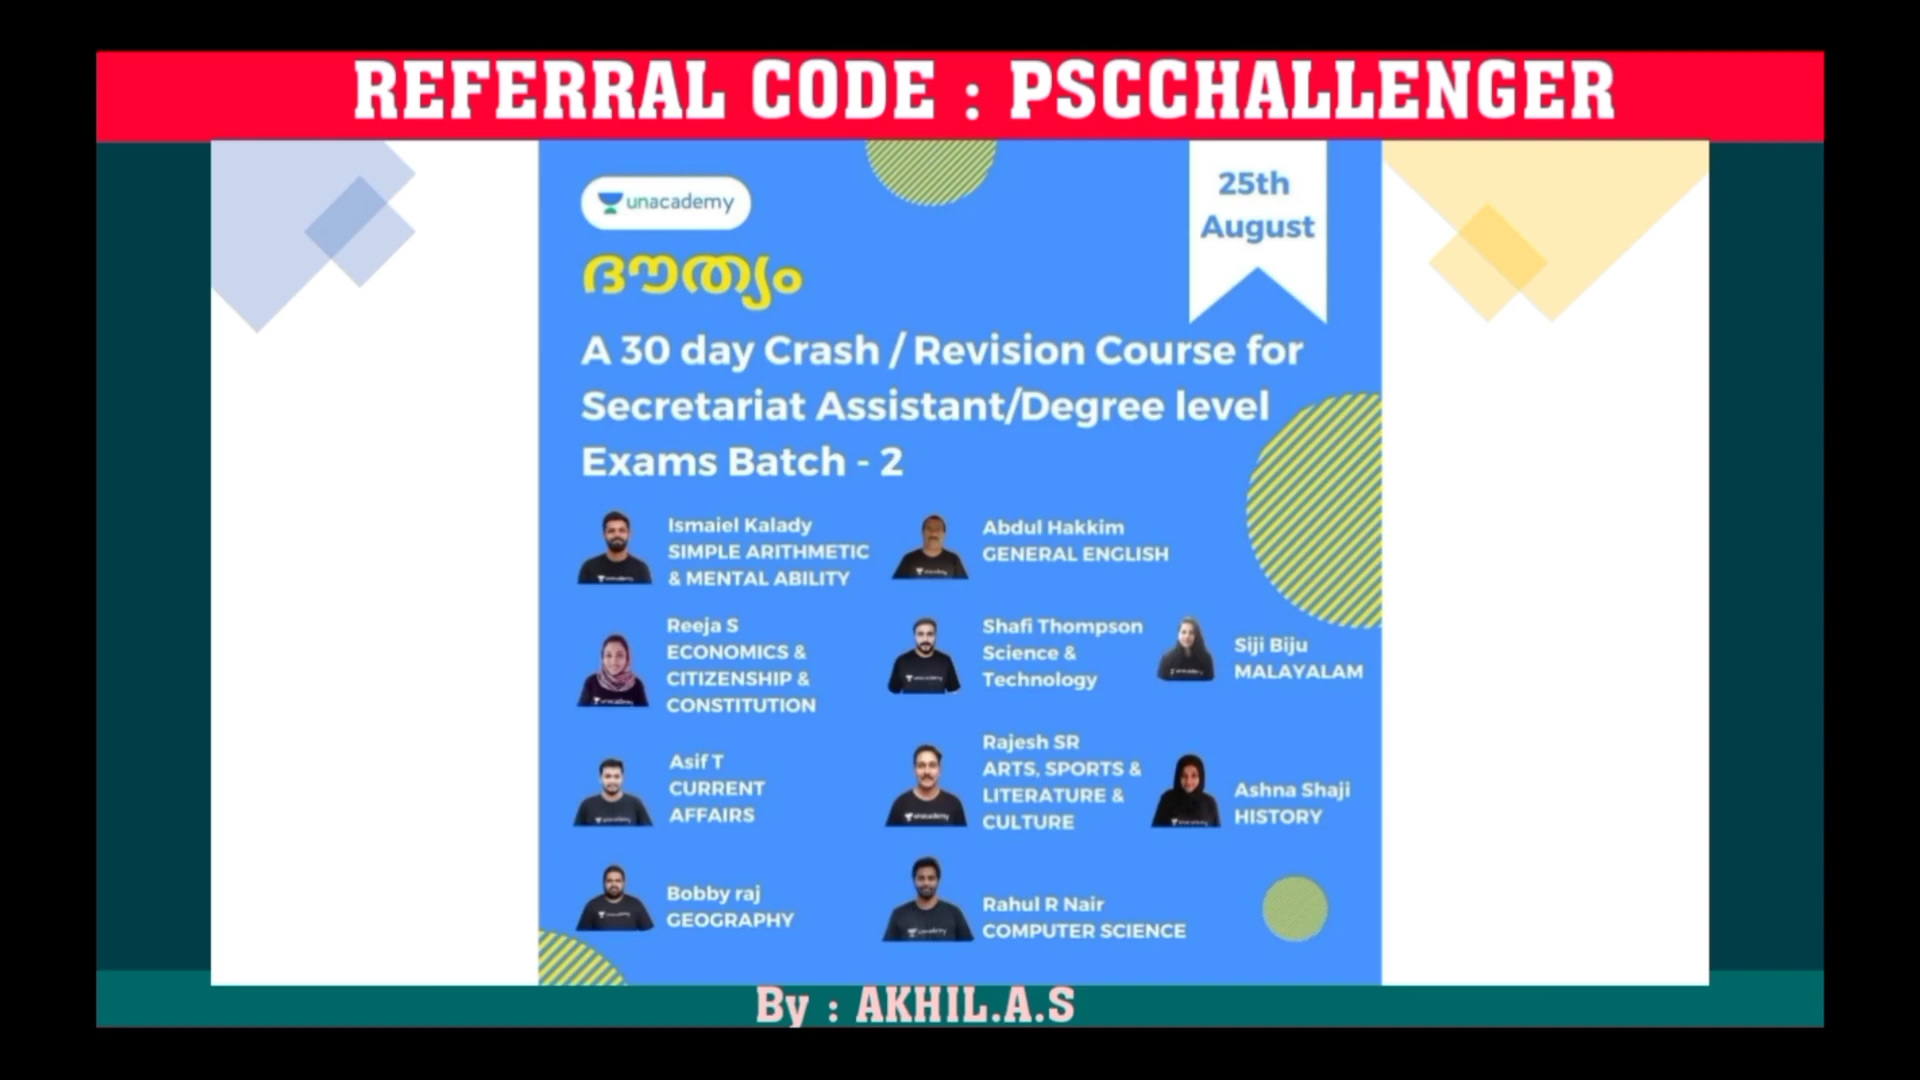 REFERRAL CODE : PSCCHALLENGER
unacademy
25th
August
ദൗത്യം
A 30 day Crash / Revision Course for
Secretariat Assistant/Degree level
Exams Batch - 2
Ismaiel Kalady
SIMPLE ARITHMETIC
& MENTAL ABILITY
Abdul Hakkim
GENERAL ENGLISH
Reeja S
ECONOMICS &
CITIZENSHIP &
CONSTITUTION
Shafi Thompson
Science &
Technology
Siji Biju
MALAYALAM
Asif T
CURRENT
AFFAIRS
Rajesh SR
ARTS, SPORTS &
LITERATURE &
CULTURE
Ashna Shaji
HISTORY
Bobby raj
GEOGRAPHY
Rahul R Nair
COMPUTER SCIENCE
By : AKHIL.A.S